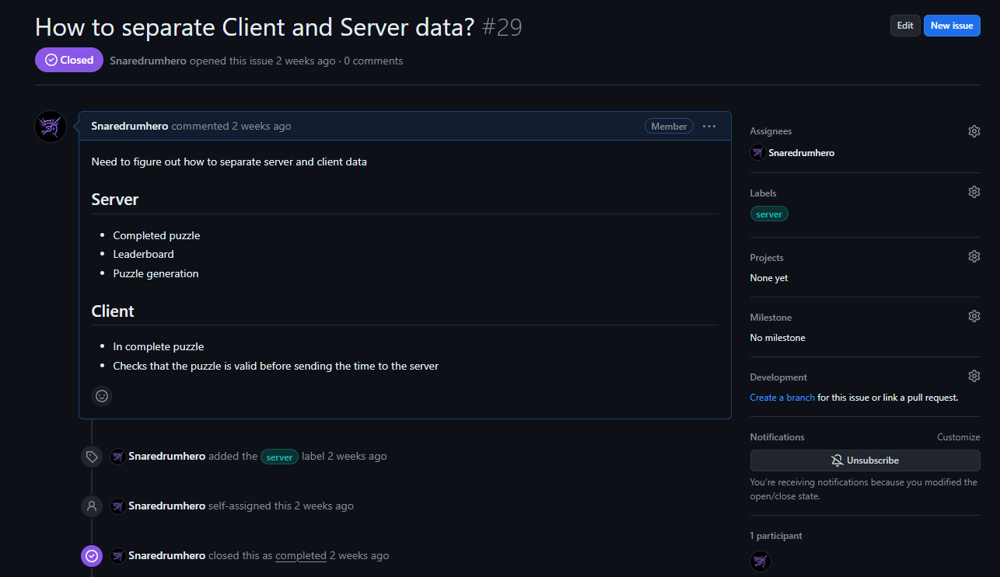 How to separate Client and Server data? #29
Edit
New issue
Closed
Snaredrumhero opened this issue 2 weeks ago · 0 comments
Snaredrumhero commented 2 weeks ago
Member
Need to figure out how to separate server and client data
Server
• Completed puzzle
• Leaderboard
• Puzzle generation
Client
• In complete puzzle
• Checks that the puzzle is valid before sending the time to the server
Snaredrumhero added the server label 2 weeks ago
Snaredrumhero self-assigned this 2 weeks ago
Snaredrumhero closed this as completed 2 weeks ago
Assignees
Snaredrumhero
Labels
server
Projects
None yet
Milestone
No milestone
Development
Create a branch for this issue or link a pull request.
Notifications
Customize
Unsubscribe
You're receiving notifications because you modified the
open/close state.
1 participant